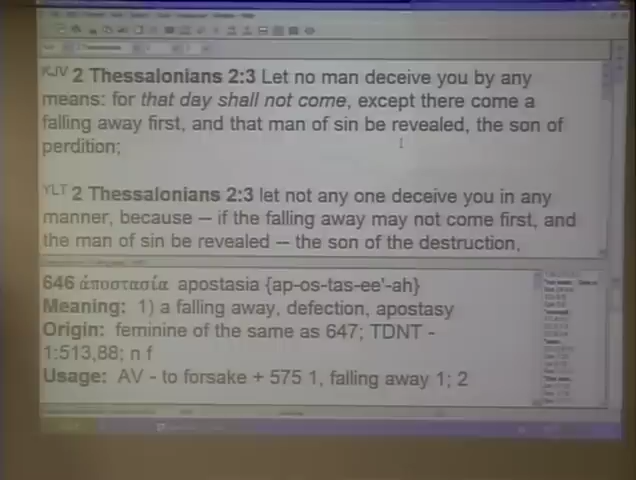 KJV 2 Thessalonians 2:3 Let no man deceive you by any
means: for that day shall not come, except there come a
falling away first, and that man of sin be revealed, the son of
perdition;
YLT 2 Thessalonians 2:3 let not any one deceive you in any
manner, because — if the falling away may not come first, and
the man of sin be revealed — the son of the destruction,
646 ἀποστασία apostasia {ap-os-tas-ee'-ah}
Meaning: 1) a falling away, defection, apostasy
Origin: feminine of the same as 647; TDNT -
1:513,88; n f
Usage: AV - to forsake + 575 1, falling away 1; 2